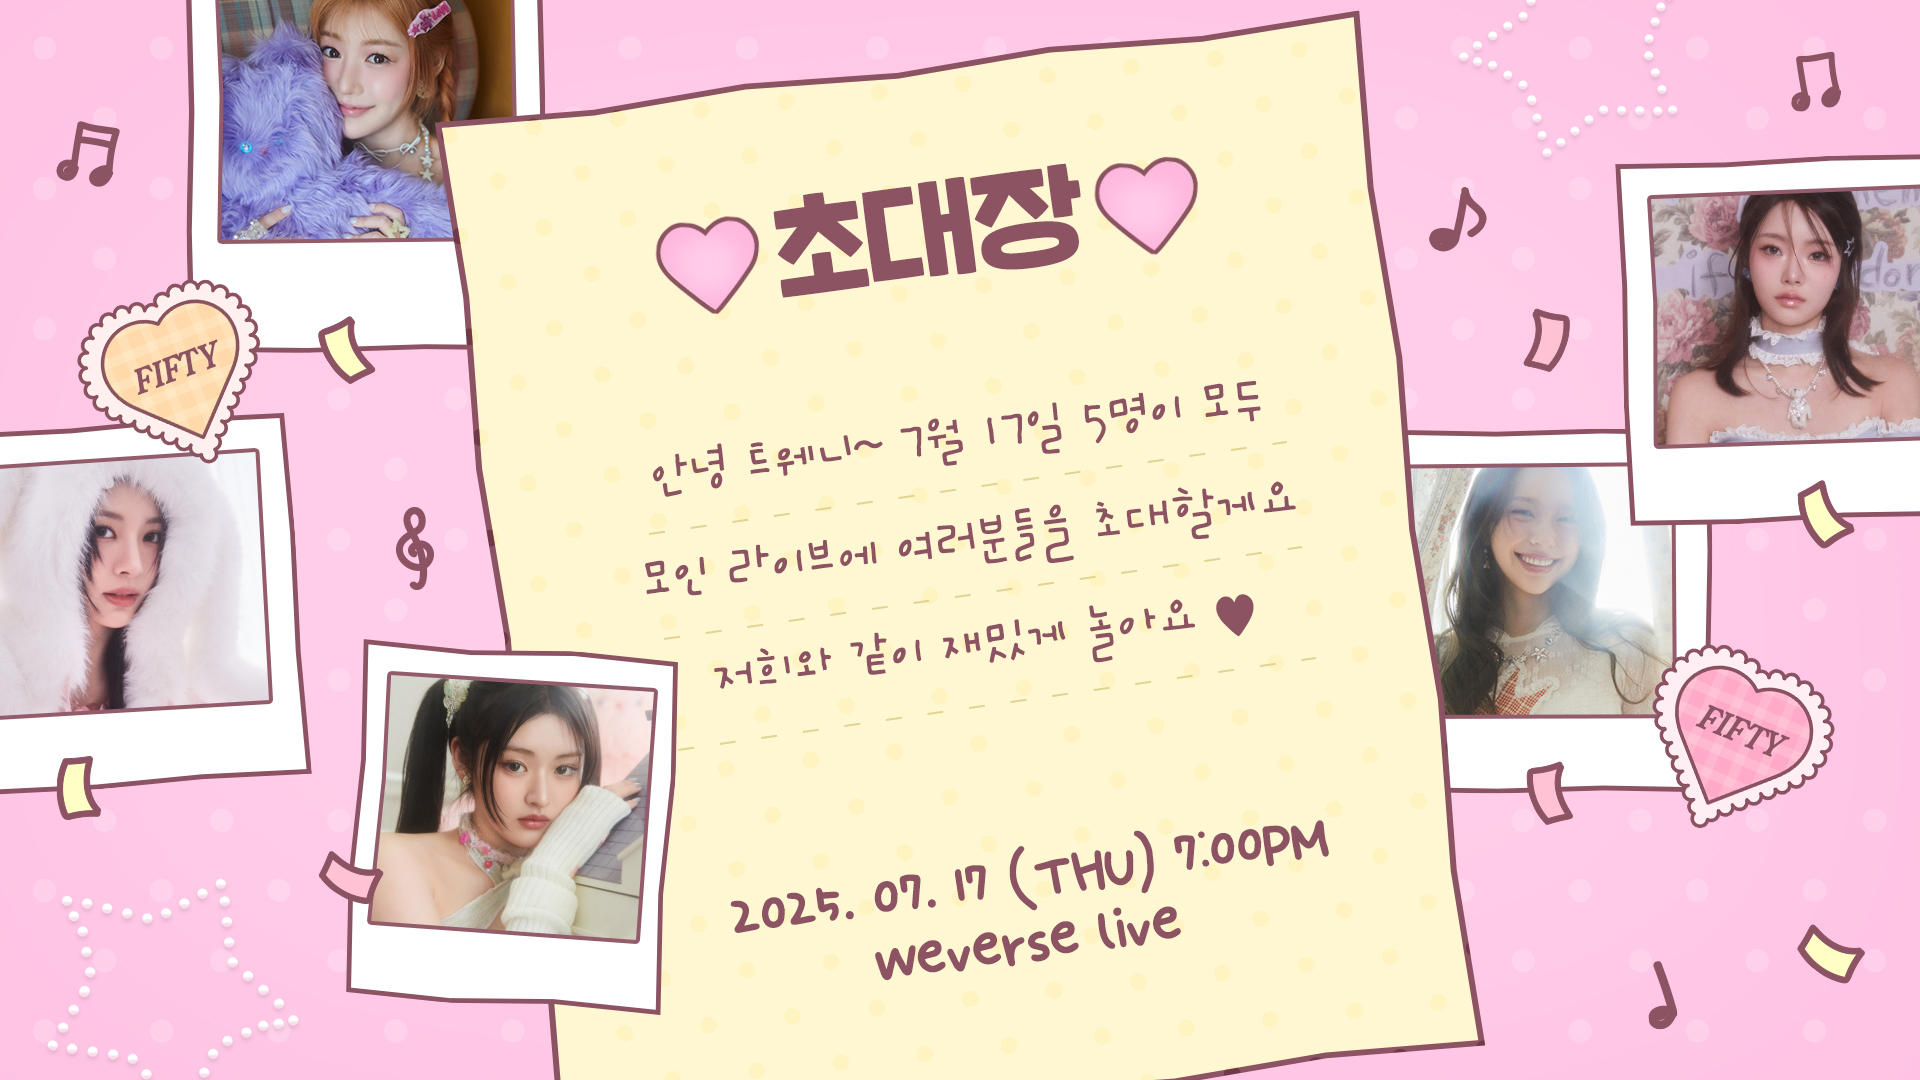 초대장
안녕 트웨니~ 7월 17일 5명이 모두
모인 라이브에 여러분들을 초대할게요
저희와 같이 재밌게 놀아요 ♥
2025. 07. 17 (THU) 7:00PM
weverse live
FIFTY
FIFTY
if